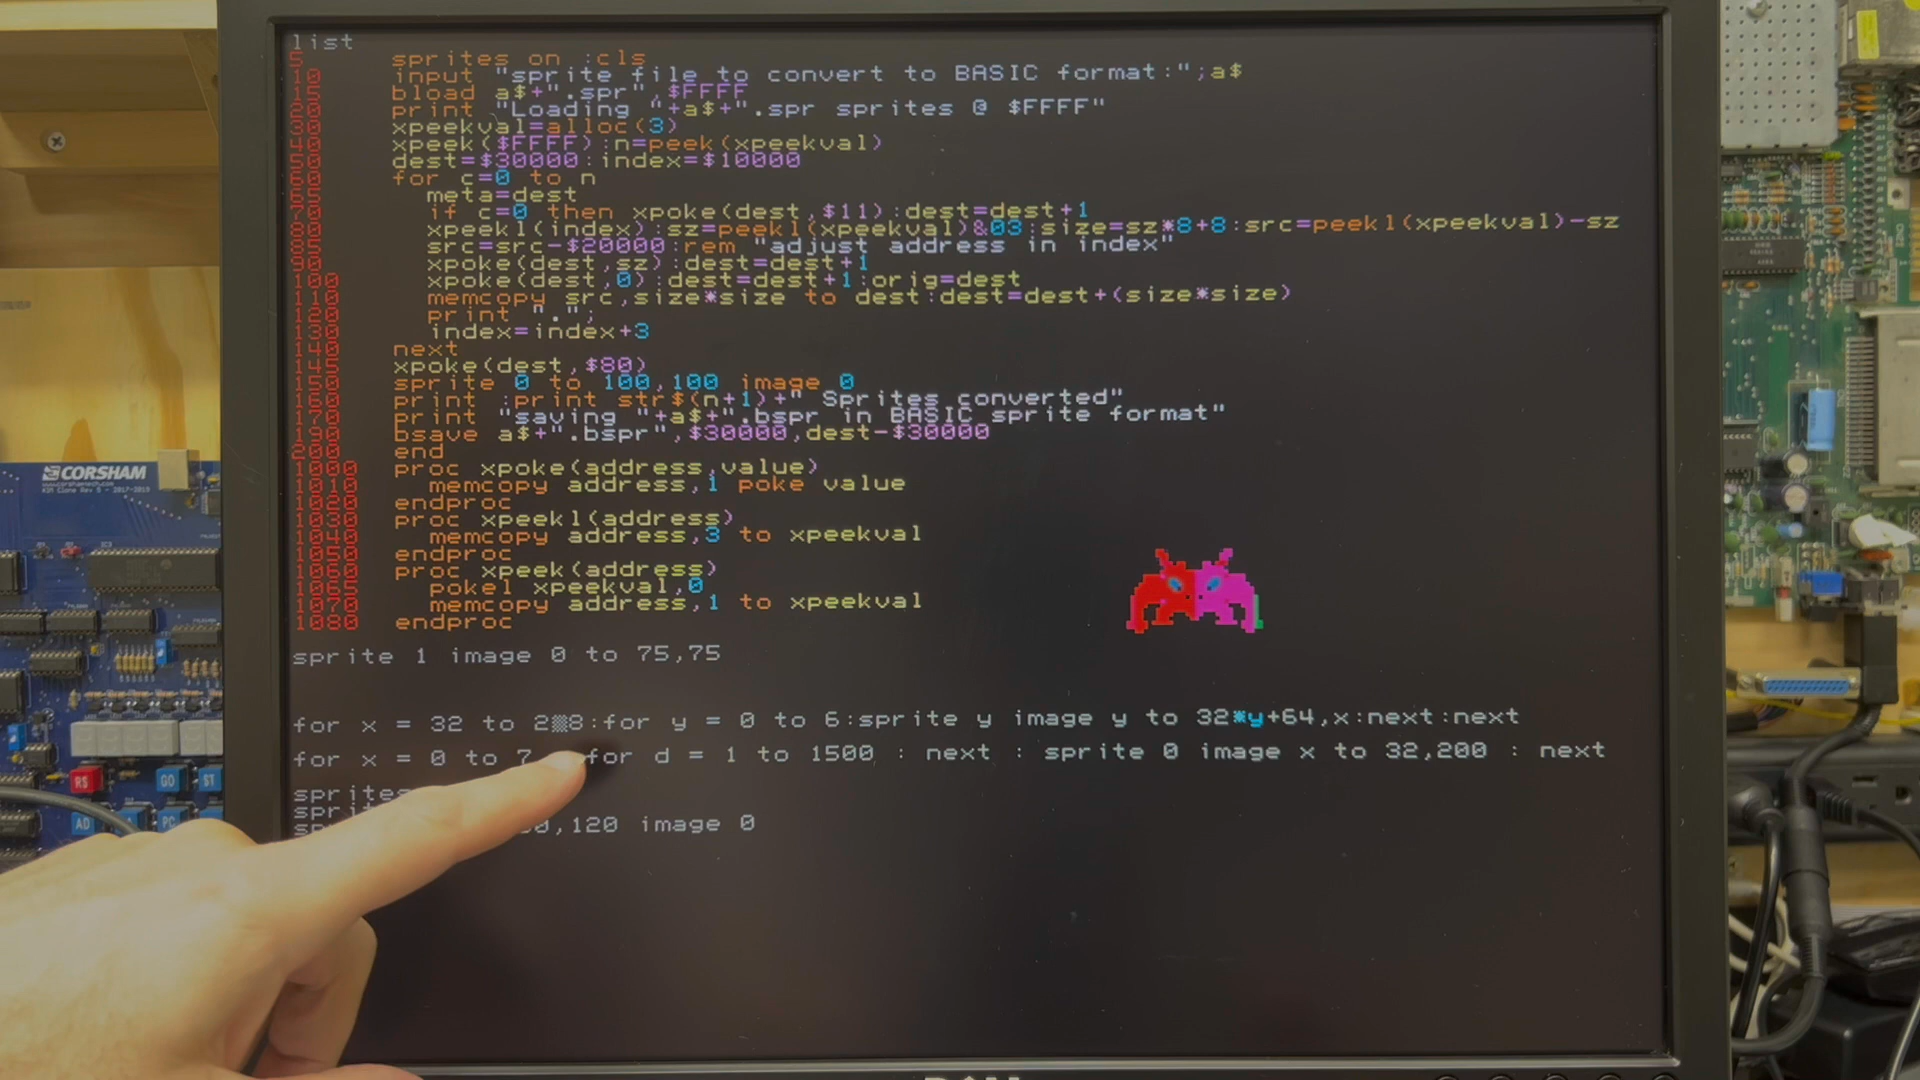 list
5 sprites on :cls
10 input "sprite file to convert to BASIC format:";a$
15 bload a$+".spr",$FFFF
20 print "Loading "+a$+".spr sprites @ $FFFF"
30 xpeekval=alloc(3)
40 xpeek($FFFF):n=peek(xpeekval)
50 dest=$30000:index=$10000
60 for c=0 to n
65 meta=dest
70 if c=0 then xpoke(dest,$11):dest=dest+1
80 xpeekl(index):sz=peekl(xpeekval)&03:size=sz*8+8:src=peekl(xpeekval)-sz
85 src=src-$20000:rem "adjust address in index"
90 xpoke(dest,sz):dest=dest+1
100 xpoke(dest,0):dest=dest+1:orig=dest
110 memcopy src,size*size to dest:dest=dest+(size*size)
120 print ".";
130 index=index+3
140 next
145 xpoke(dest,$80)
150 sprite 0 to 100,100 image 0
160 print :print str$(n+1)+" Sprites converted"
170 print "saving "+a$+".bspr in BASIC sprite format"
190 bsave a$+".bspr",$30000,dest-$30000
200 end
1000 proc xpoke(address,value)
1010 memcopy address,1 poke value
1020 endproc
1030 proc xpeekl(address)
1040 memcopy address,3 to xpeekval
1050 endproc
1060 proc xpeek(address)
1065 pokel xpeekval,0
1070 memcopy address,1 to xpeekval
1080 endproc
sprite 1 image 0 to 75,75
for x = 32 to 2▒8:for y = 0 to 6:sprite y image y to 32*y+64,x:next:next
for x = 0 to 7 for d = 1 to 1500 : next : sprite 0 image x to 32,200 : next
sprites
,120 image 0
CORSHAM
RS
GO
ST
AD
PC